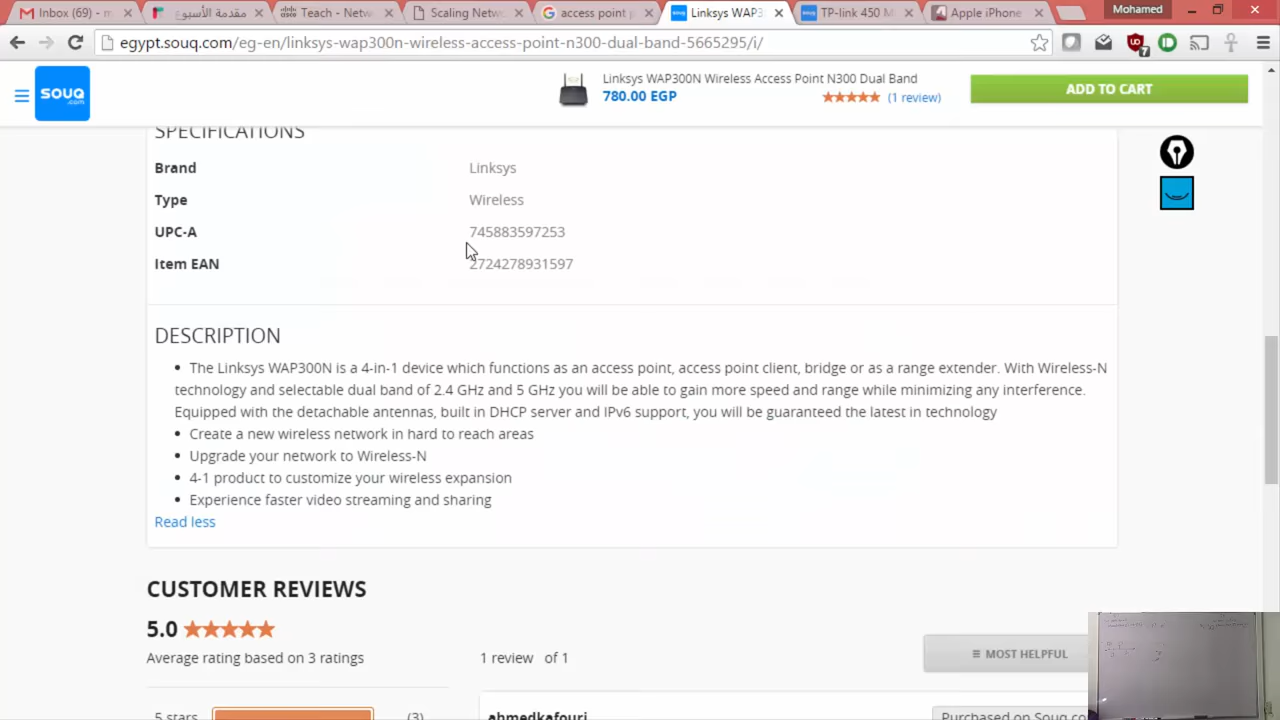 Inbox (69) - m
مقدمة الأسبوع
Teach - Netw
Scaling Netw
access point p
Linksys WAP3
TP-link 450 M
Apple iPhone
Mohamed
egypt.souq.com/eg-en/linksys-wap300n-wireless-access-point-n300-dual-band-5665295/i/
7
souq
.com
Linksys WAP300N Wireless Access Point N300 Dual Band
780.00 EGP
(1 review)
ADD TO CART
SPECIFICATIONS
Brand Linksys
Type Wireless
UPC-A 745883597253
Item EAN 2724278931597
DESCRIPTION
• The Linksys WAP300N is a 4-in-1 device which functions as an access point, access point client, bridge or as a range extender. With Wireless-N
technology and selectable dual band of 2.4 GHz and 5 GHz you will be able to gain more speed and range while minimizing any interference.
Equipped with the detachable antennas, built in DHCP server and IPv6 support, you will be guaranteed the latest in technology
• Create a new wireless network in hard to reach areas
• Upgrade your network to Wireless-N
• 4-1 product to customize your wireless expansion
• Experience faster video streaming and sharing
Read less
CUSTOMER REVIEWS
5.0
Average rating based on 3 ratings
1 review of 1
MOST HELPFUL
5 stars (3)
ahmedkafouri
Purchased on Souq.co